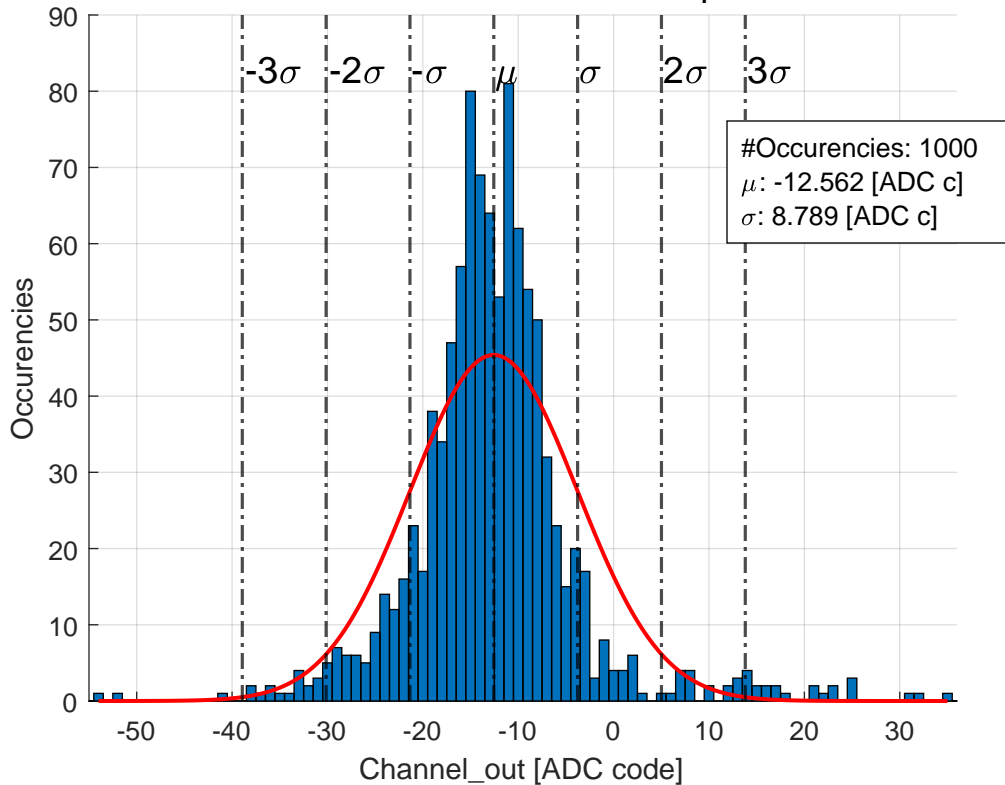 90
80
70
60
50
40
30
20
10
0
Occurencies
-3σ -2σ -σ μ σ 2σ 3σ
#Occurencies: 1000
μ: -12.562 [ADC c]
σ: 8.789 [ADC c]
-50 -40 -30 -20 -10 0 10 20 30
Channel_out [ADC code]